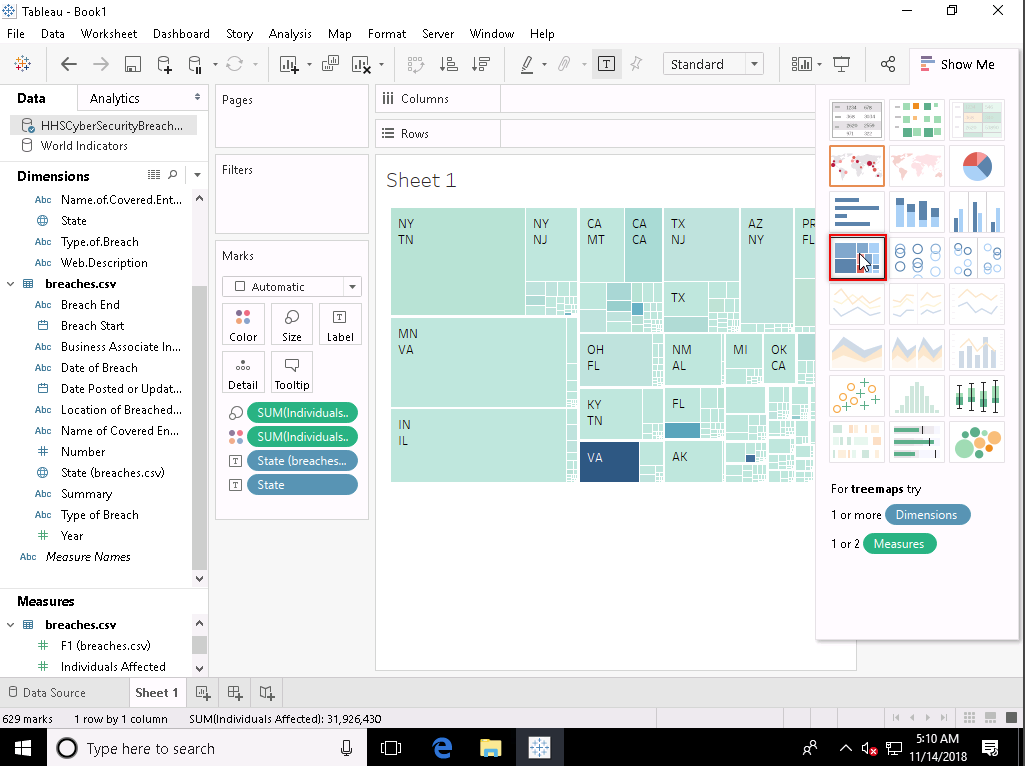 Tableau - Book1
File Data Worksheet Dashboard Story Analysis Map Format Server Window Help
Standard
Show Me
Data Analytics
HHSCyberSecurityBreach...
World Indicators
Dimensions
Abc Name.of.Covered.Ent...
State
Abc Type.of.Breach
Abc Web.Description
breaches.csv
Abc Breach End
Breach Start
Abc Business Associate In...
Abc Date of Breach
Date Posted or Updat...
Abc Location of Breached...
Abc Name of Covered En...
Number
State (breaches.csv)
Abc Summary
Abc Type of Breach
Year
Abc Measure Names
Measures
breaches.csv
F1 (breaches.csv)
Individuals Affected
Pages
Filters
Marks
Automatic
Color Size Label
Detail Tooltip
SUM(Individuals..
SUM(Individuals..
State (breaches...
State
Columns
Rows
Sheet 1
NY
TN
NY
NJ
CA
MT
CA
CA
TX
NJ
AZ
NY
PR
FL
TX
MN
VA
OH
FL
NM
AL
MI
OK
CA
IN
IL
KY
TN
FL
VA
AK
For treemaps try
1 or more Dimensions
1 or 2 Measures
Data Source Sheet 1
629 marks 1 row by 1 column SUM(Individuals Affected): 31,926,430
Type here to search
5:10 AM
11/14/2018